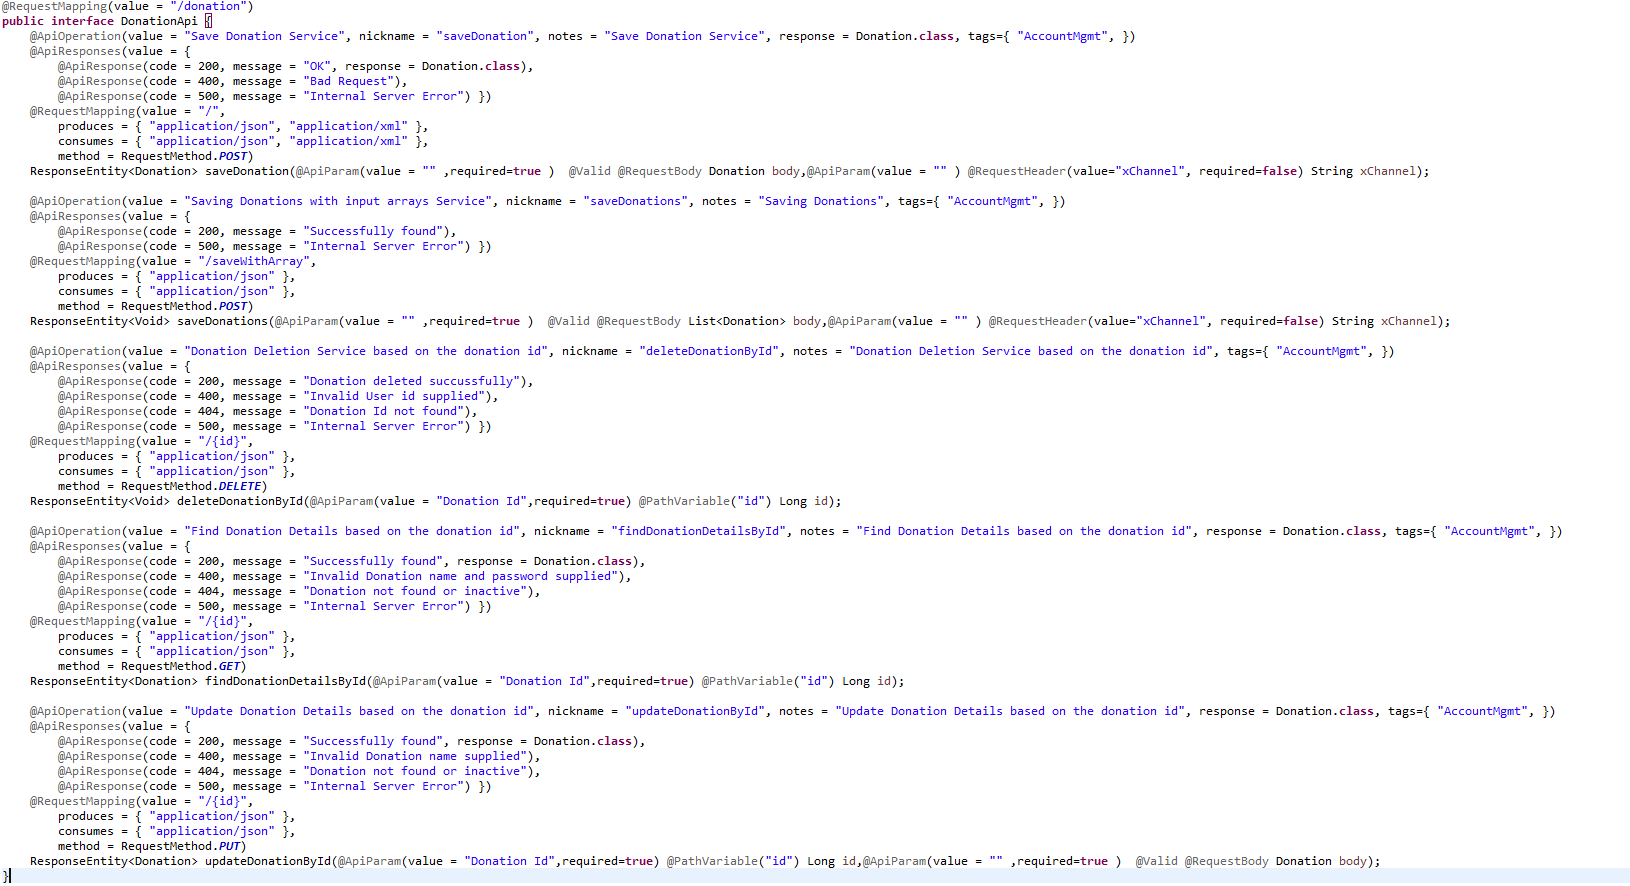 @RequestMapping(value = "/donation")
public interface DonationApi {
@ApiOperation(value = "Save Donation Service", nickname = "saveDonation", notes = "Save Donation Service", response = Donation.class, tags={ "AccountMgmt", })
@ApiResponses(value = {
@ApiResponse(code = 200, message = "OK", response = Donation.class),
@ApiResponse(code = 400, message = "Bad Request"),
@ApiResponse(code = 500, message = "Internal Server Error") })
@RequestMapping(value = "/",
produces = { "application/json", "application/xml" },
consumes = { "application/json", "application/xml" },
method = RequestMethod.POST)
ResponseEntity<Donation> saveDonation(@ApiParam(value = "" ,required=true )  @Valid @RequestBody Donation body,@ApiParam(value = "" ) @RequestHeader(value="xChannel", required=false) String xChannel);
@ApiOperation(value = "Saving Donations with input arrays Service", nickname = "saveDonations", notes = "Saving Donations", tags={ "AccountMgmt", })
@ApiResponses(value = {
@ApiResponse(code = 200, message = "Successfully found"),
@ApiResponse(code = 500, message = "Internal Server Error") })
@RequestMapping(value = "/saveWithArray",
produces = { "application/json" },
consumes = { "application/json" },
method = RequestMethod.POST)
ResponseEntity<Void> saveDonations(@ApiParam(value = "" ,required=true )  @Valid @RequestBody List<Donation> body,@ApiParam(value = "" ) @RequestHeader(value="xChannel", required=false) String xChannel);
@ApiOperation(value = "Donation Deletion Service based on the donation id", nickname = "deleteDonationById", notes = "Donation Deletion Service based on the donation id", tags={ "AccountMgmt", })
@ApiResponses(value = {
@ApiResponse(code = 200, message = "Donation deleted succussfully"),
@ApiResponse(code = 400, message = "Invalid User id supplied"),
@ApiResponse(code = 404, message = "Donation Id not found"),
@ApiResponse(code = 500, message = "Internal Server Error") })
@RequestMapping(value = "/{id}",
produces = { "application/json" },
consumes = { "application/json" },
method = RequestMethod.DELETE)
ResponseEntity<Void> deleteDonationById(@ApiParam(value = "Donation Id",required=true) @PathVariable("id") Long id);
@ApiOperation(value = "Find Donation Details based on the donation id", nickname = "findDonationDetailsById", notes = "Find Donation Details based on the donation id", response = Donation.class, tags={ "AccountMgmt", })
@ApiResponses(value = {
@ApiResponse(code = 200, message = "Successfully found", response = Donation.class),
@ApiResponse(code = 400, message = "Invalid Donation name and password supplied"),
@ApiResponse(code = 404, message = "Donation not found or inactive"),
@ApiResponse(code = 500, message = "Internal Server Error") })
@RequestMapping(value = "/{id}",
produces = { "application/json" },
consumes = { "application/json" },
method = RequestMethod.GET)
ResponseEntity<Donation> findDonationDetailsById(@ApiParam(value = "Donation Id",required=true) @PathVariable("id") Long id);
@ApiOperation(value = "Update Donation Details based on the donation id", nickname = "updateDonationById", notes = "Update Donation Details based on the donation id", response = Donation.class, tags={ "AccountMgmt", })
@ApiResponses(value = {
@ApiResponse(code = 200, message = "Successfully found", response = Donation.class),
@ApiResponse(code = 400, message = "Invalid Donation name supplied"),
@ApiResponse(code = 404, message = "Donation not found or inactive"),
@ApiResponse(code = 500, message = "Internal Server Error") })
@RequestMapping(value = "/{id}",
produces = { "application/json" },
consumes = { "application/json" },
method = RequestMethod.PUT)
ResponseEntity<Donation> updateDonationById(@ApiParam(value = "Donation Id",required=true) @PathVariable("id") Long id,@ApiParam(value = "" ,required=true )  @Valid @RequestBody Donation body);
}